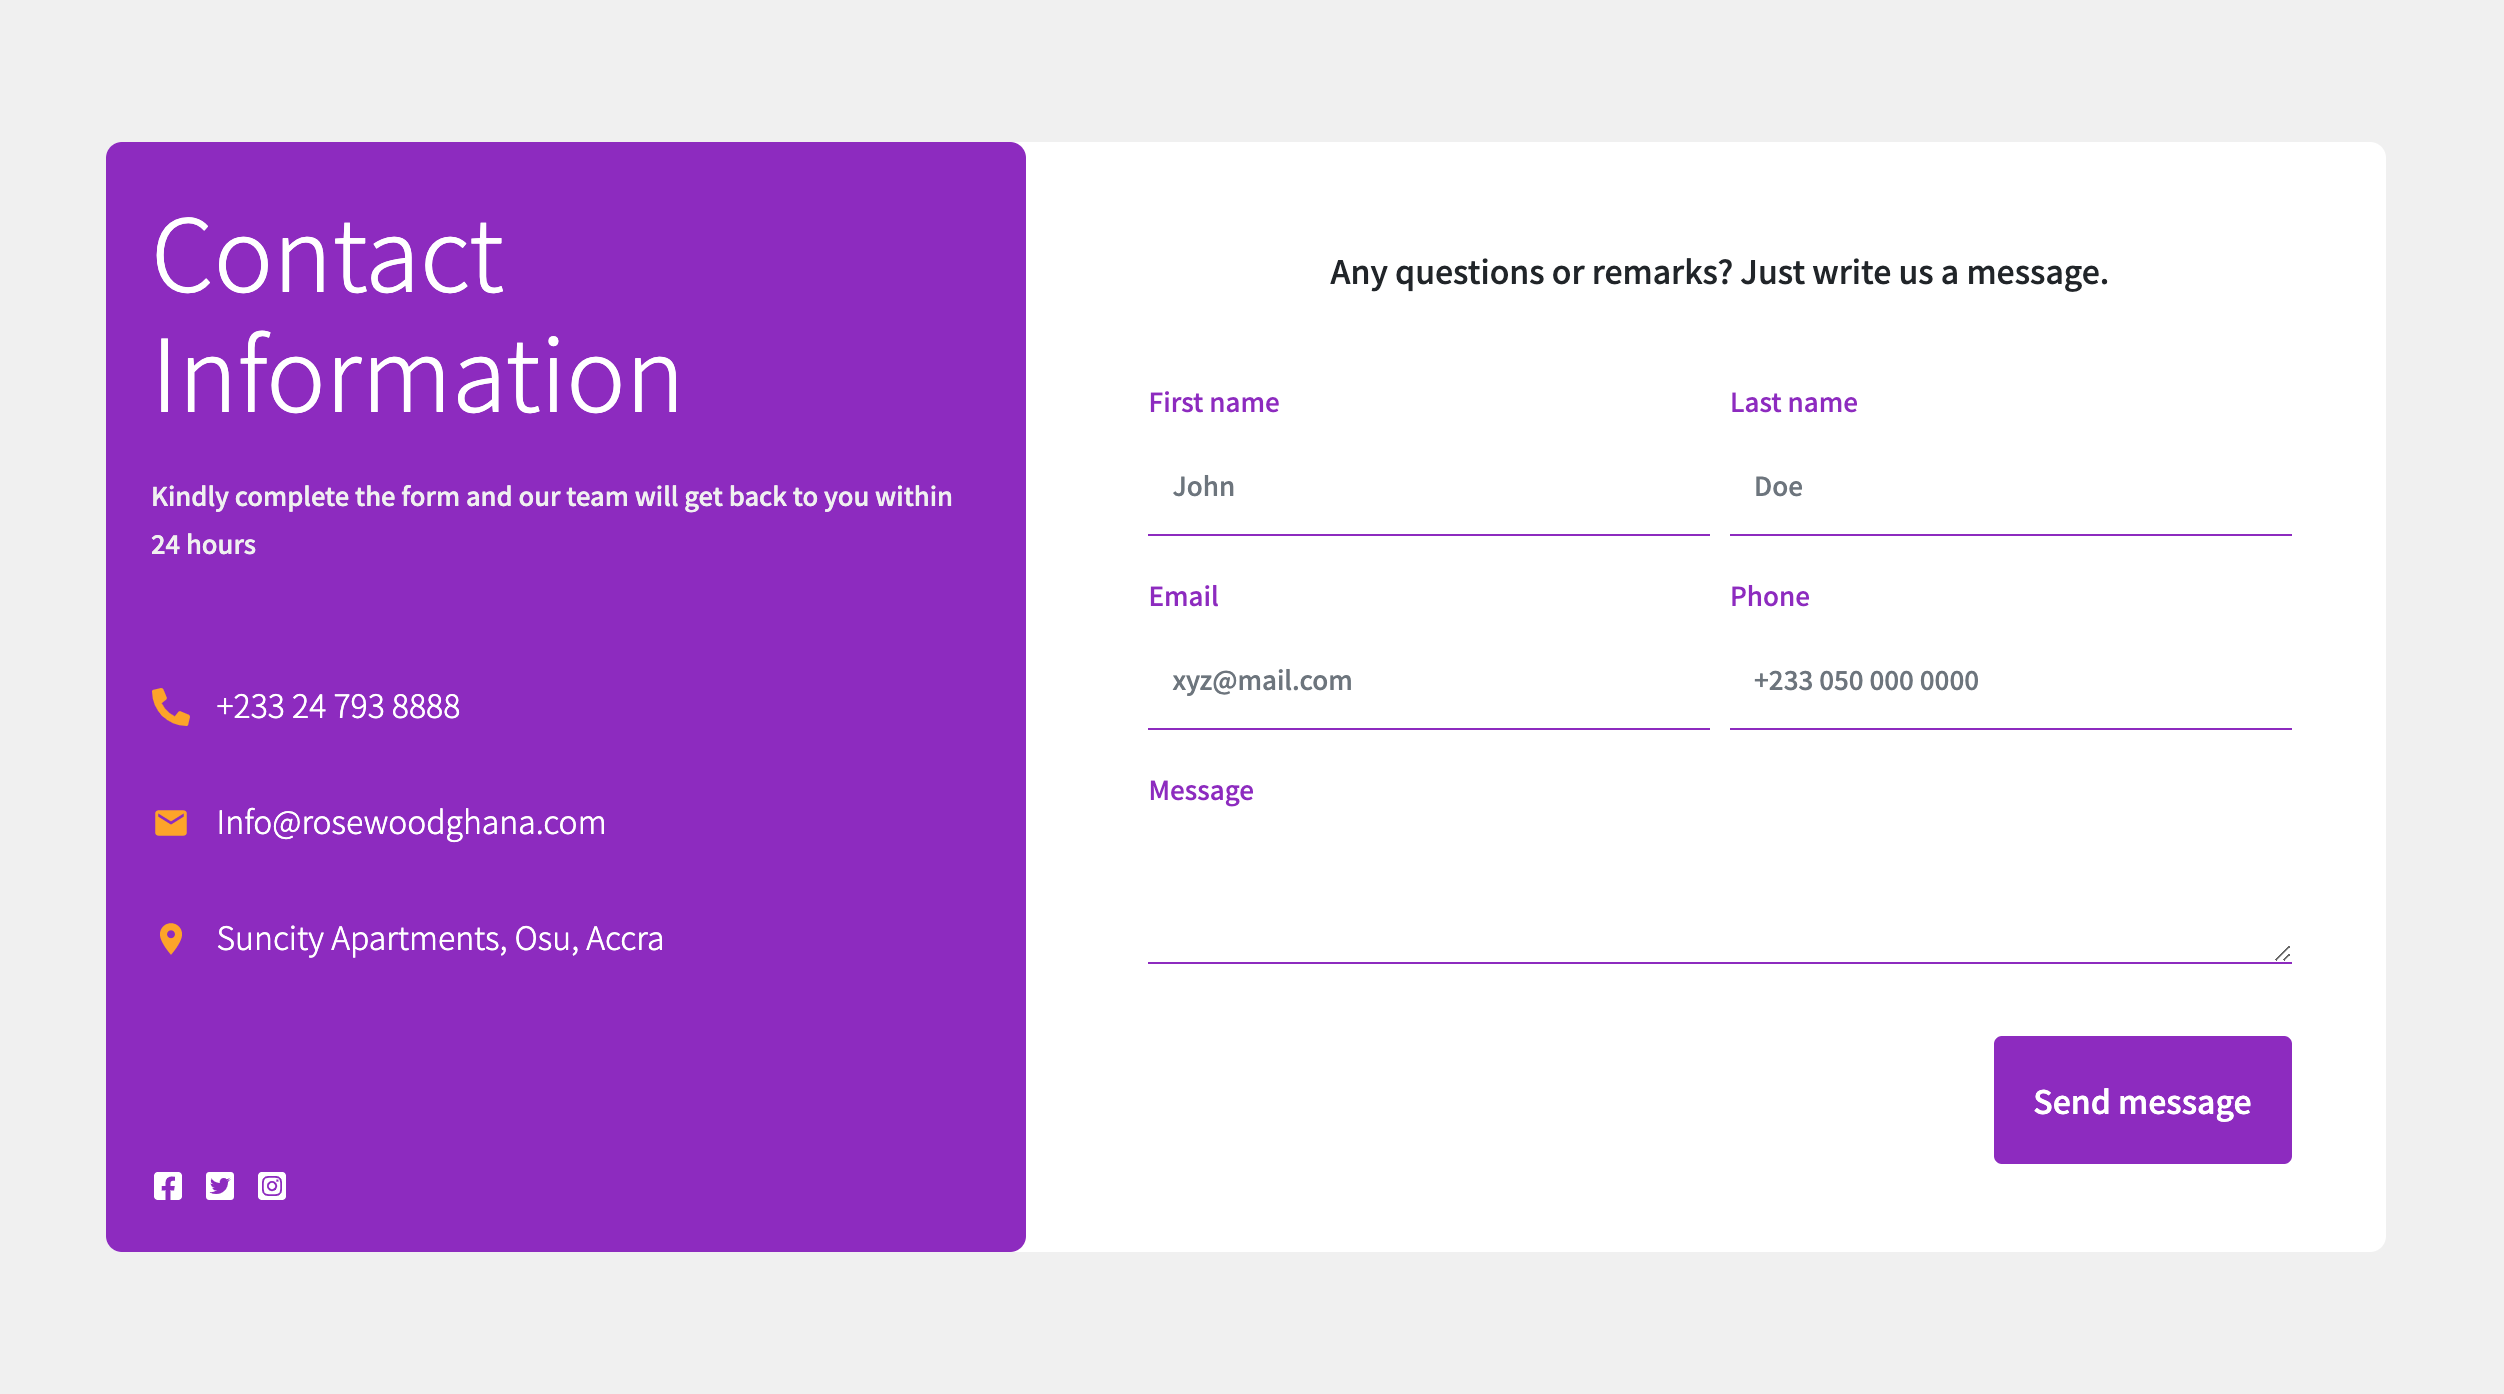 Contact
Information
Kindly complete the form and our team will get back to you within
24 hours
+233 24 793 8888
Info@rosewoodghana.com
Suncity Apartments, Osu, Accra
Any questions or remarks? Just write us a message.
First name
Last name
John
Doe
Email
Phone
xyz@mail.com
+233 050 000 0000
Message
Send message